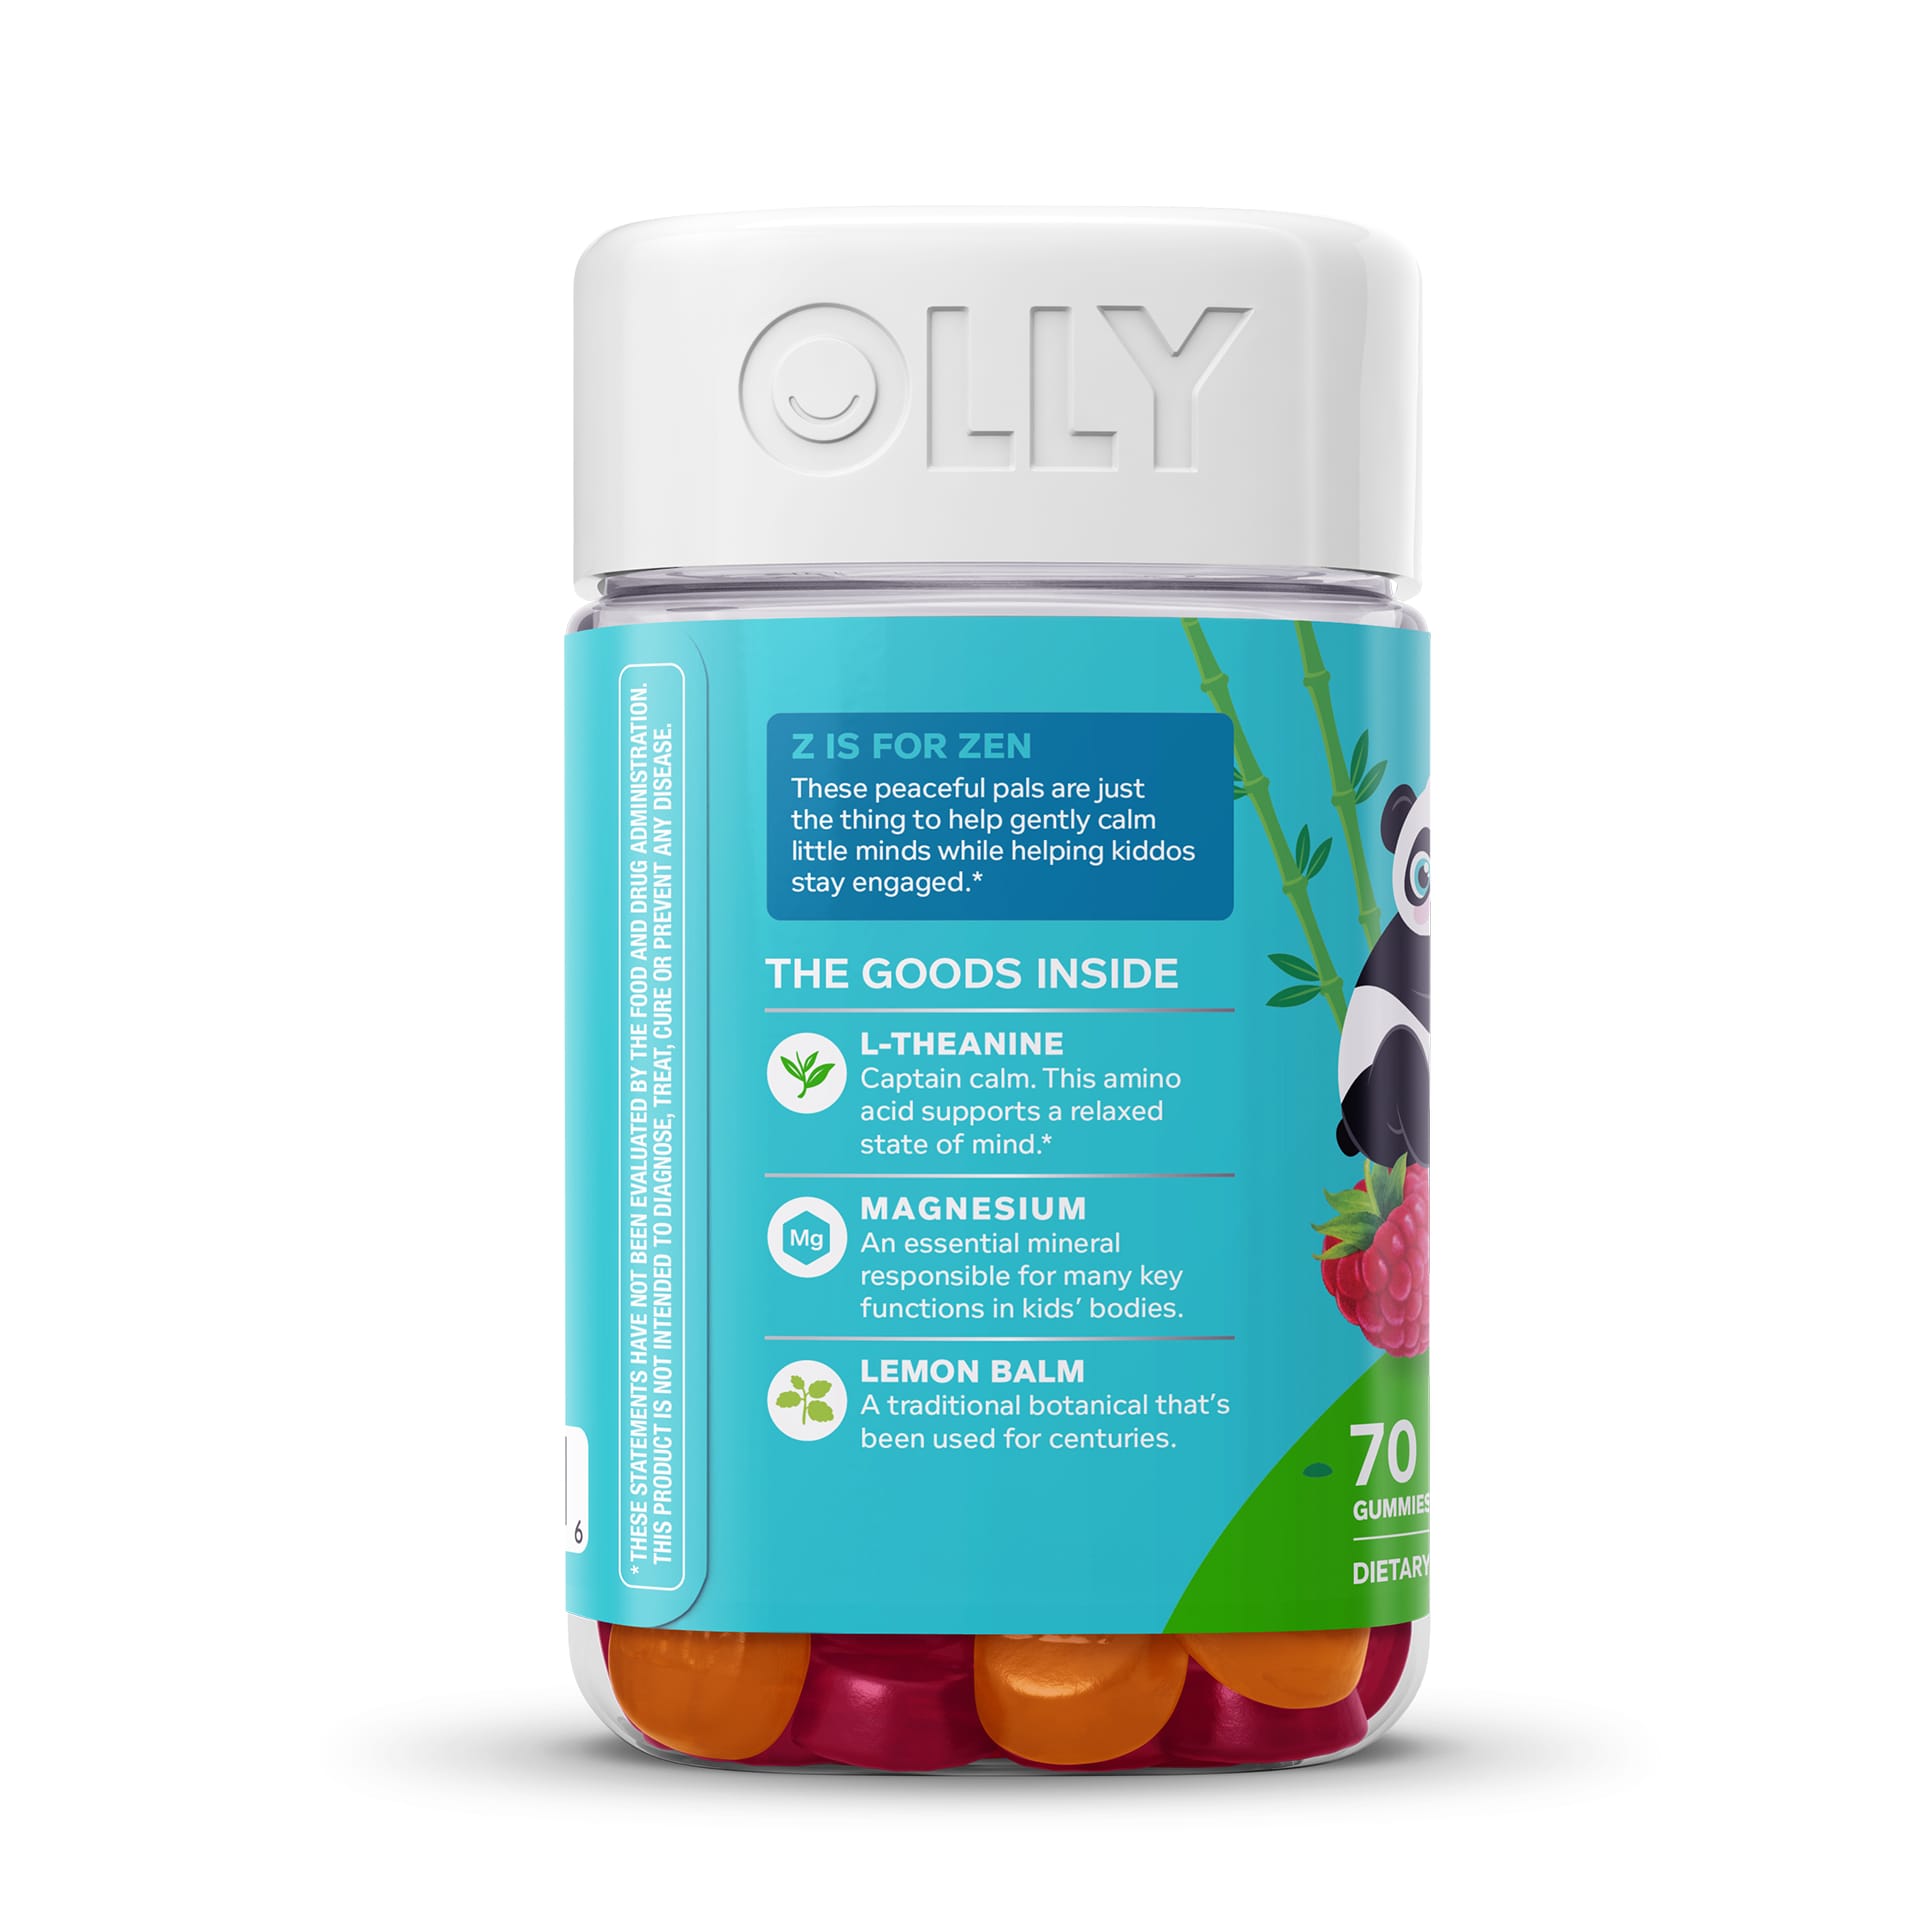 OLLY
* THESE STATEMENTS HAVE NOT BEEN EVALUATED BY THE FOOD AND DRUG ADMINISTRATION.
THIS PRODUCT IS NOT INTENDED TO DIAGNOSE, TREAT, CURE OR PREVENT ANY DISEASE.
6
Z IS FOR ZEN
These peaceful pals are just
the thing to help gently calm
little minds while helping kiddos
stay engaged.*
THE GOODS INSIDE
L-THEANINE
Captain calm. This amino
acid supports a relaxed
state of mind.*
Mg
MAGNESIUM
An essential mineral
responsible for many key
functions in kids' bodies.
LEMON BALM
A traditional botanical that's
been used for centuries.
70
GUMMIES
DIETARY